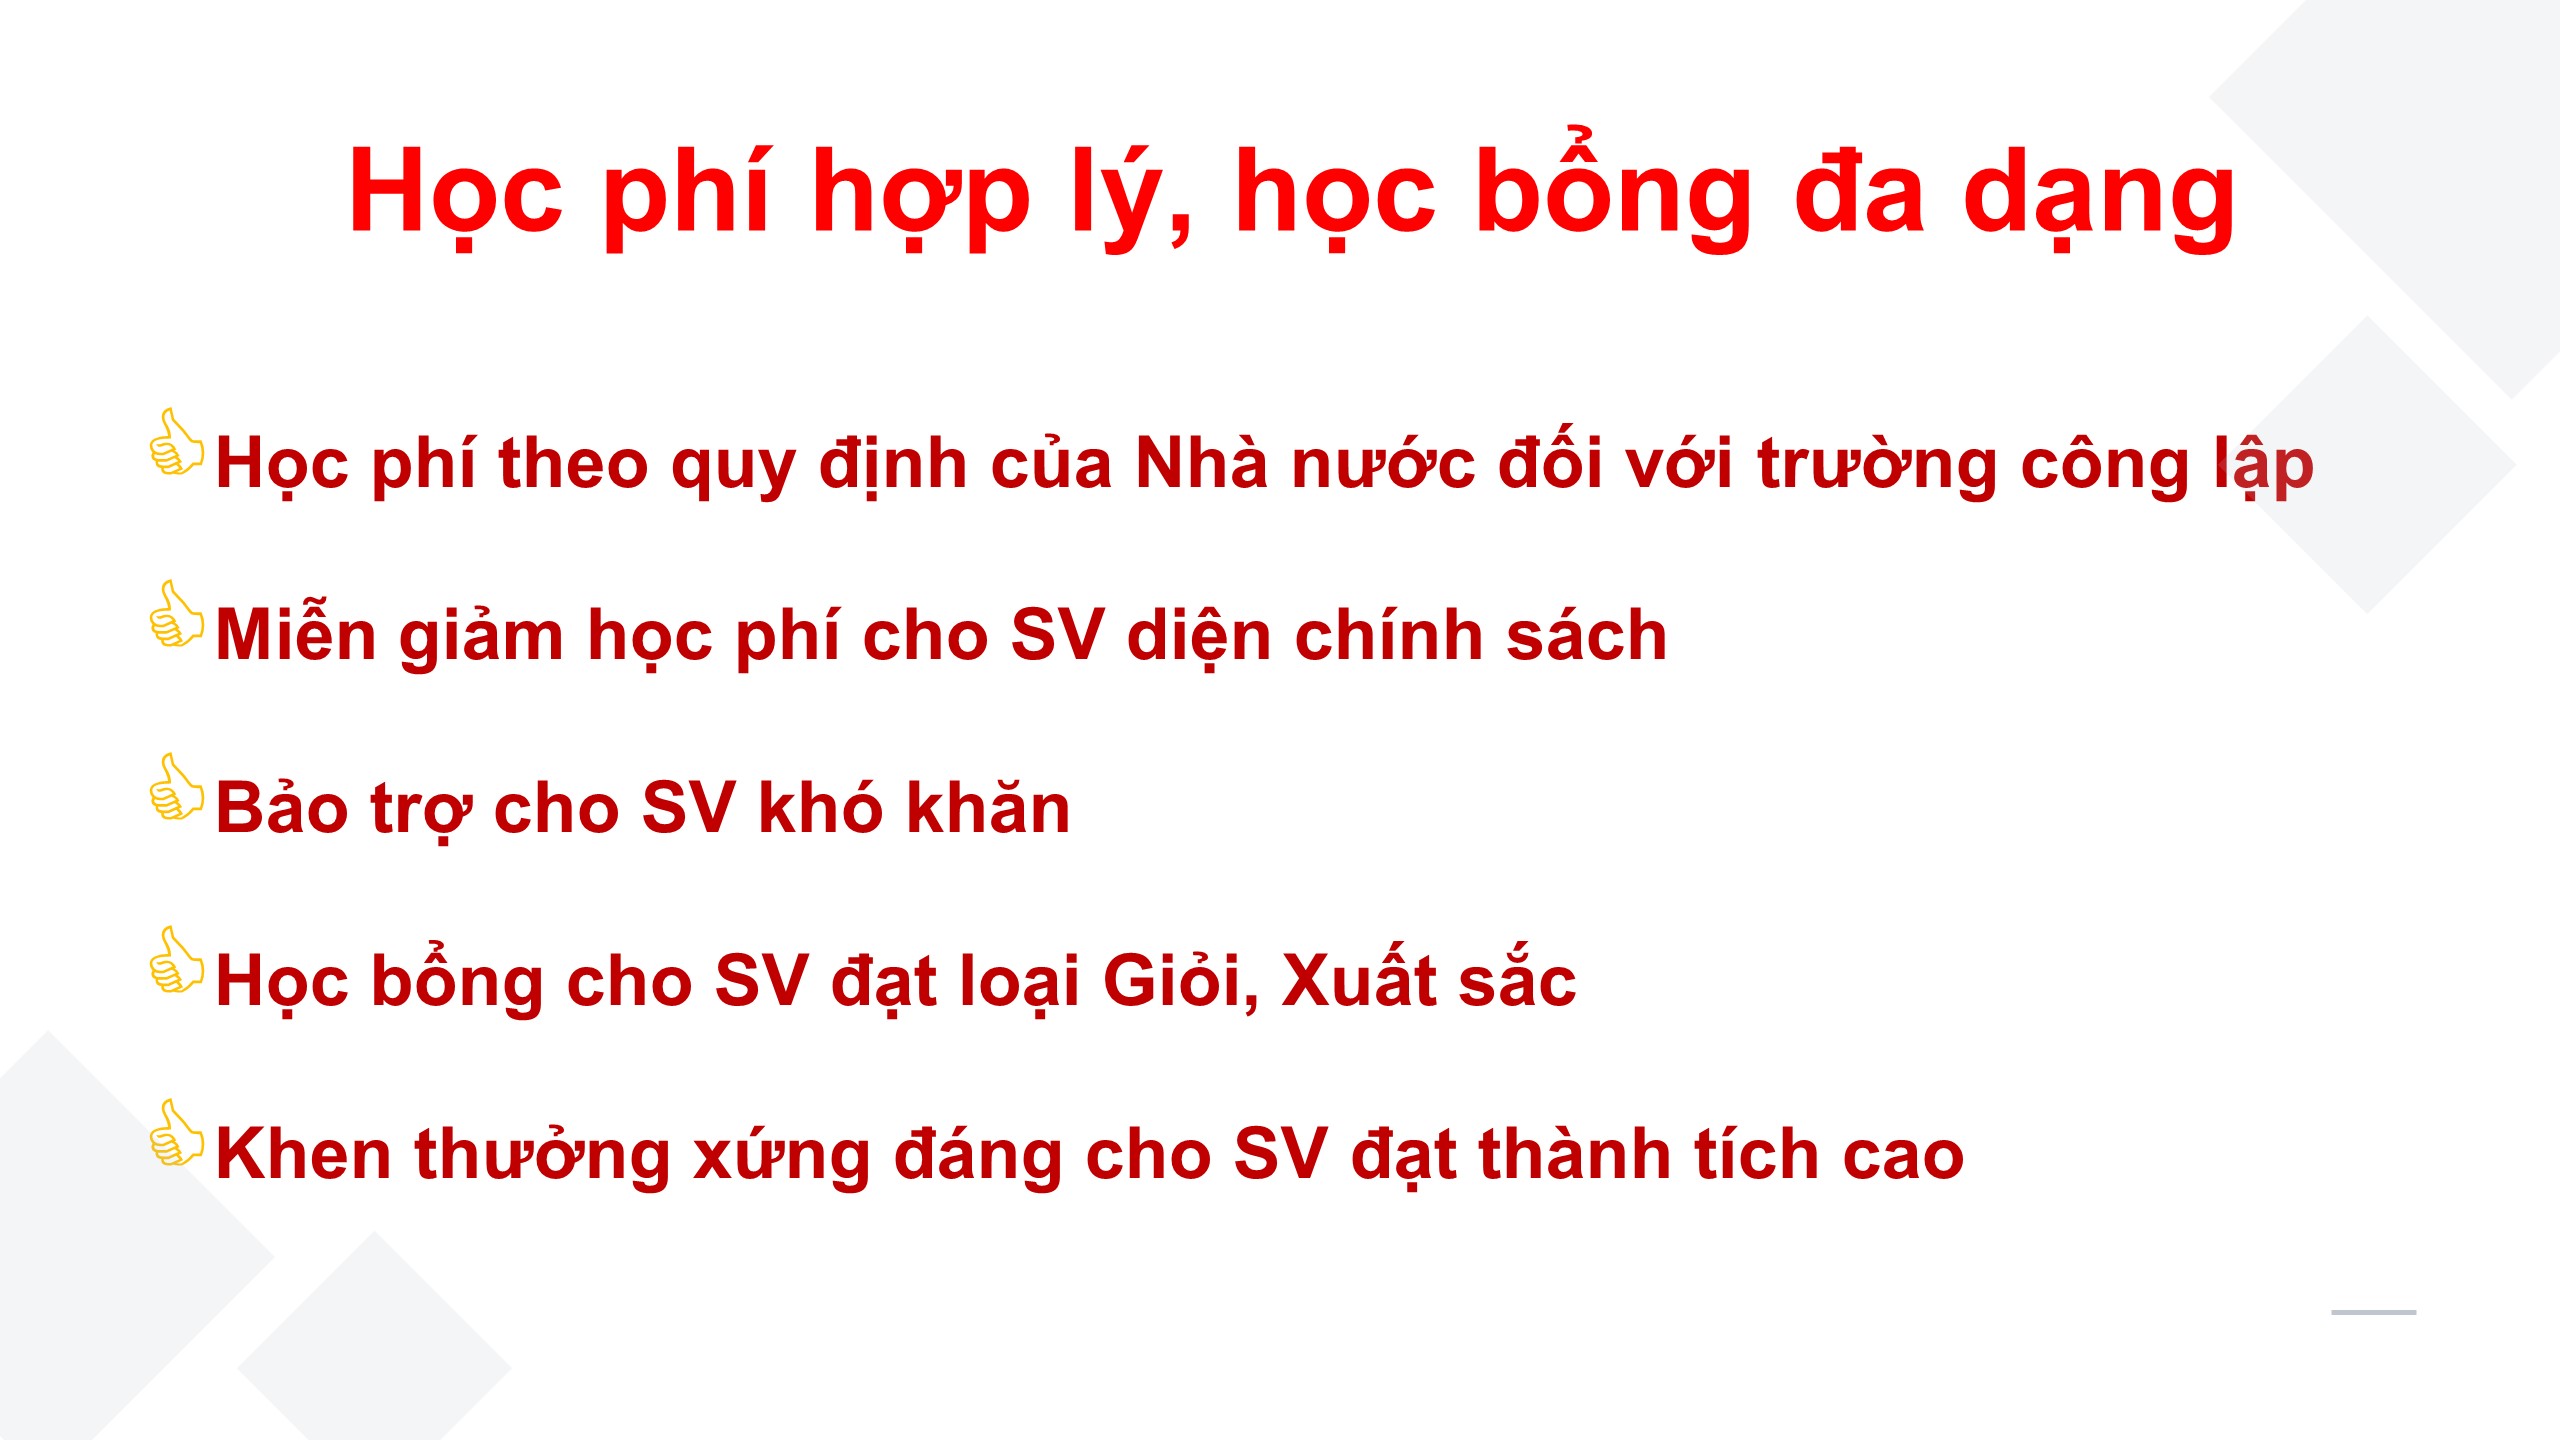 Học phí hợp lý, học bổng đa dạng
Học phí theo quy định của Nhà nước đối với trường công lập
Miễn giảm học phí cho SV diện chính sách
Bảo trợ cho SV khó khăn
Học bổng cho SV đạt loại Giỏi, Xuất sắc
Khen thưởng xứng đáng cho SV đạt thành tích cao